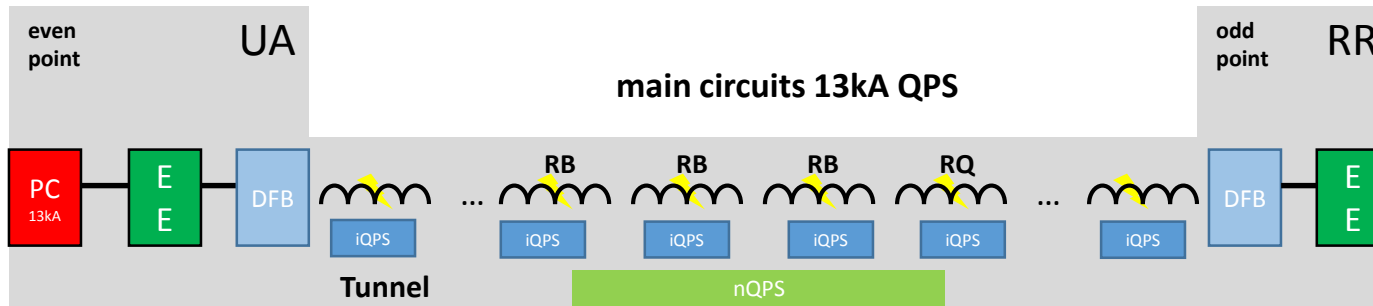 even
point
UA
main circuits 13kA QPS
odd
point
RR
PC
13kA
E
E
DFB
...
RB
RB
RB
RQ
...
DFB
E
E
iQPS
iQPS
iQPS
iQPS
iQPS
iQPS
Tunnel
nQPS